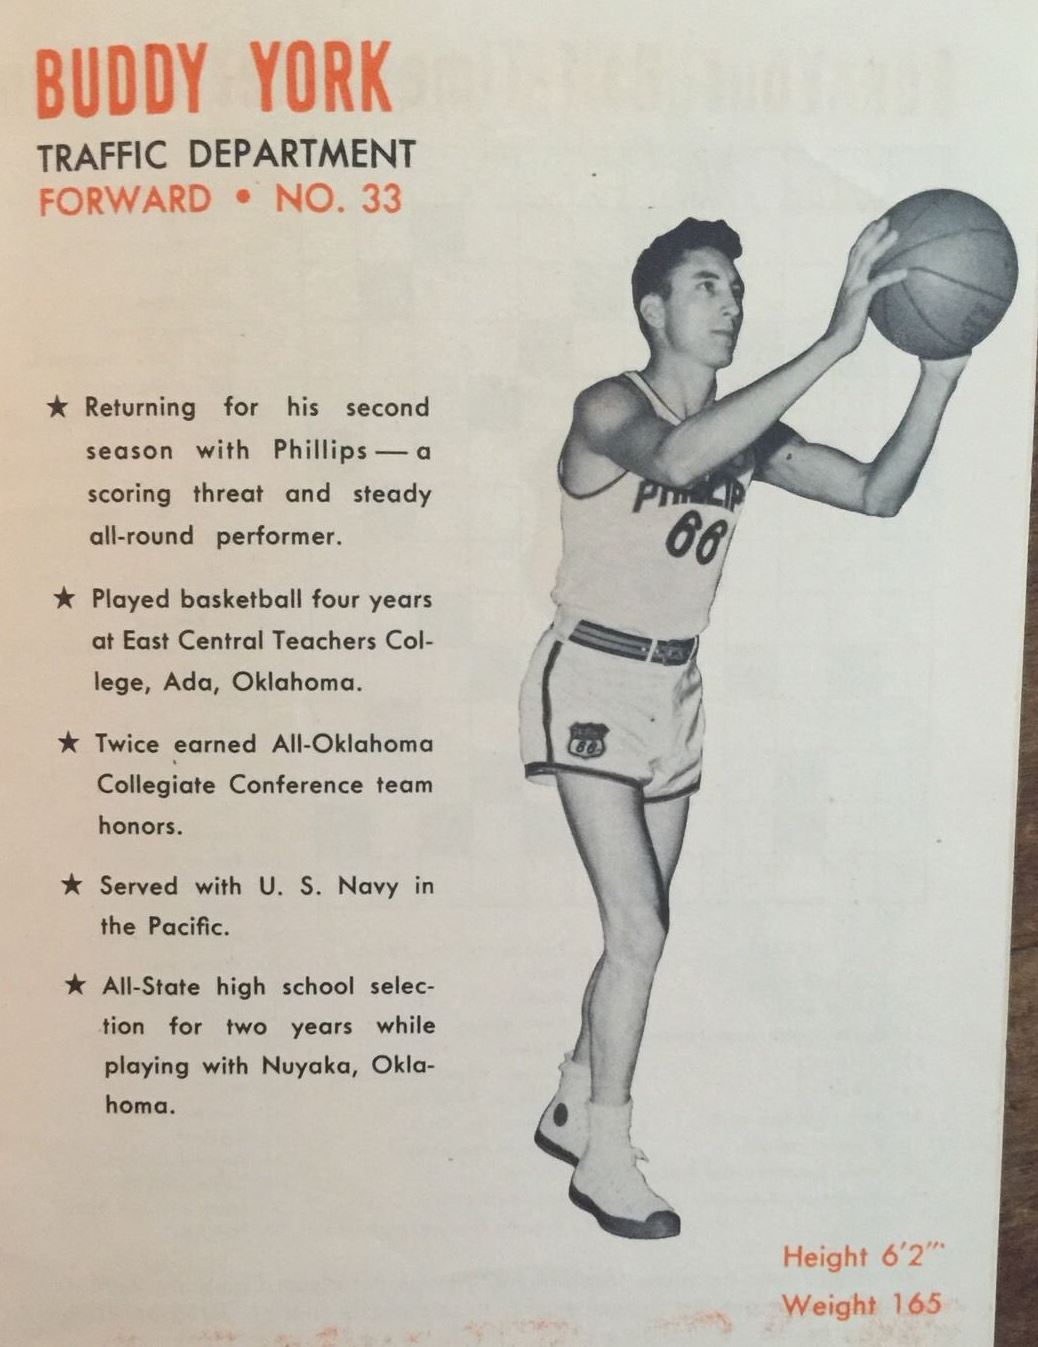 BUDDY YORK
TRAFFIC DEPARTMENT
FORWARD • NO. 33
★ Returning for his second
season with Phillips — a
scoring threat and steady
all-round performer.
★ Played basketball four years
at East Central Teachers Col-
lege, Ada, Oklahoma.
★ Twice earned All-Oklahoma
Collegiate Conference team
honors.
★ Served with U. S. Navy in
the Pacific.
★ All-State high school selec-
tion for two years while
playing with Nuyaka, Okla-
homa.
PHILLIP
66
66
Height 6'2"
Weight 165